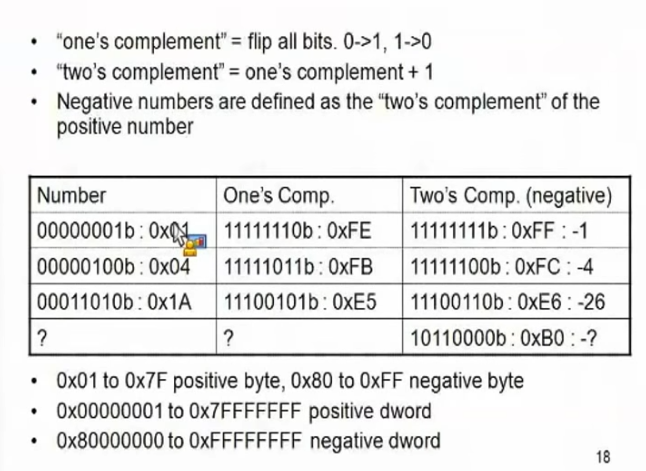 • "one's complement" = flip all bits. 0->1, 1->0
• "two's complement" = one's complement + 1
• Negative numbers are defined as the "two's complement" of the
positive number
Number One's Comp. Two's Comp. (negative)
00000001b : 0x01 11111110b : 0xFE 11111111b : 0xFF : -1
00000100b : 0x04 11111011b : 0xFB 11111100b : 0xFC : -4
00011010b : 0x1A 11100101b : 0xE5 11100110b : 0xE6 : -26
? ? 10110000b : 0xB0 : -?
• 0x01 to 0x7F positive byte, 0x80 to 0xFF negative byte
• 0x00000001 to 0x7FFFFFFF positive dword
• 0x80000000 to 0xFFFFFFFF negative dword
18